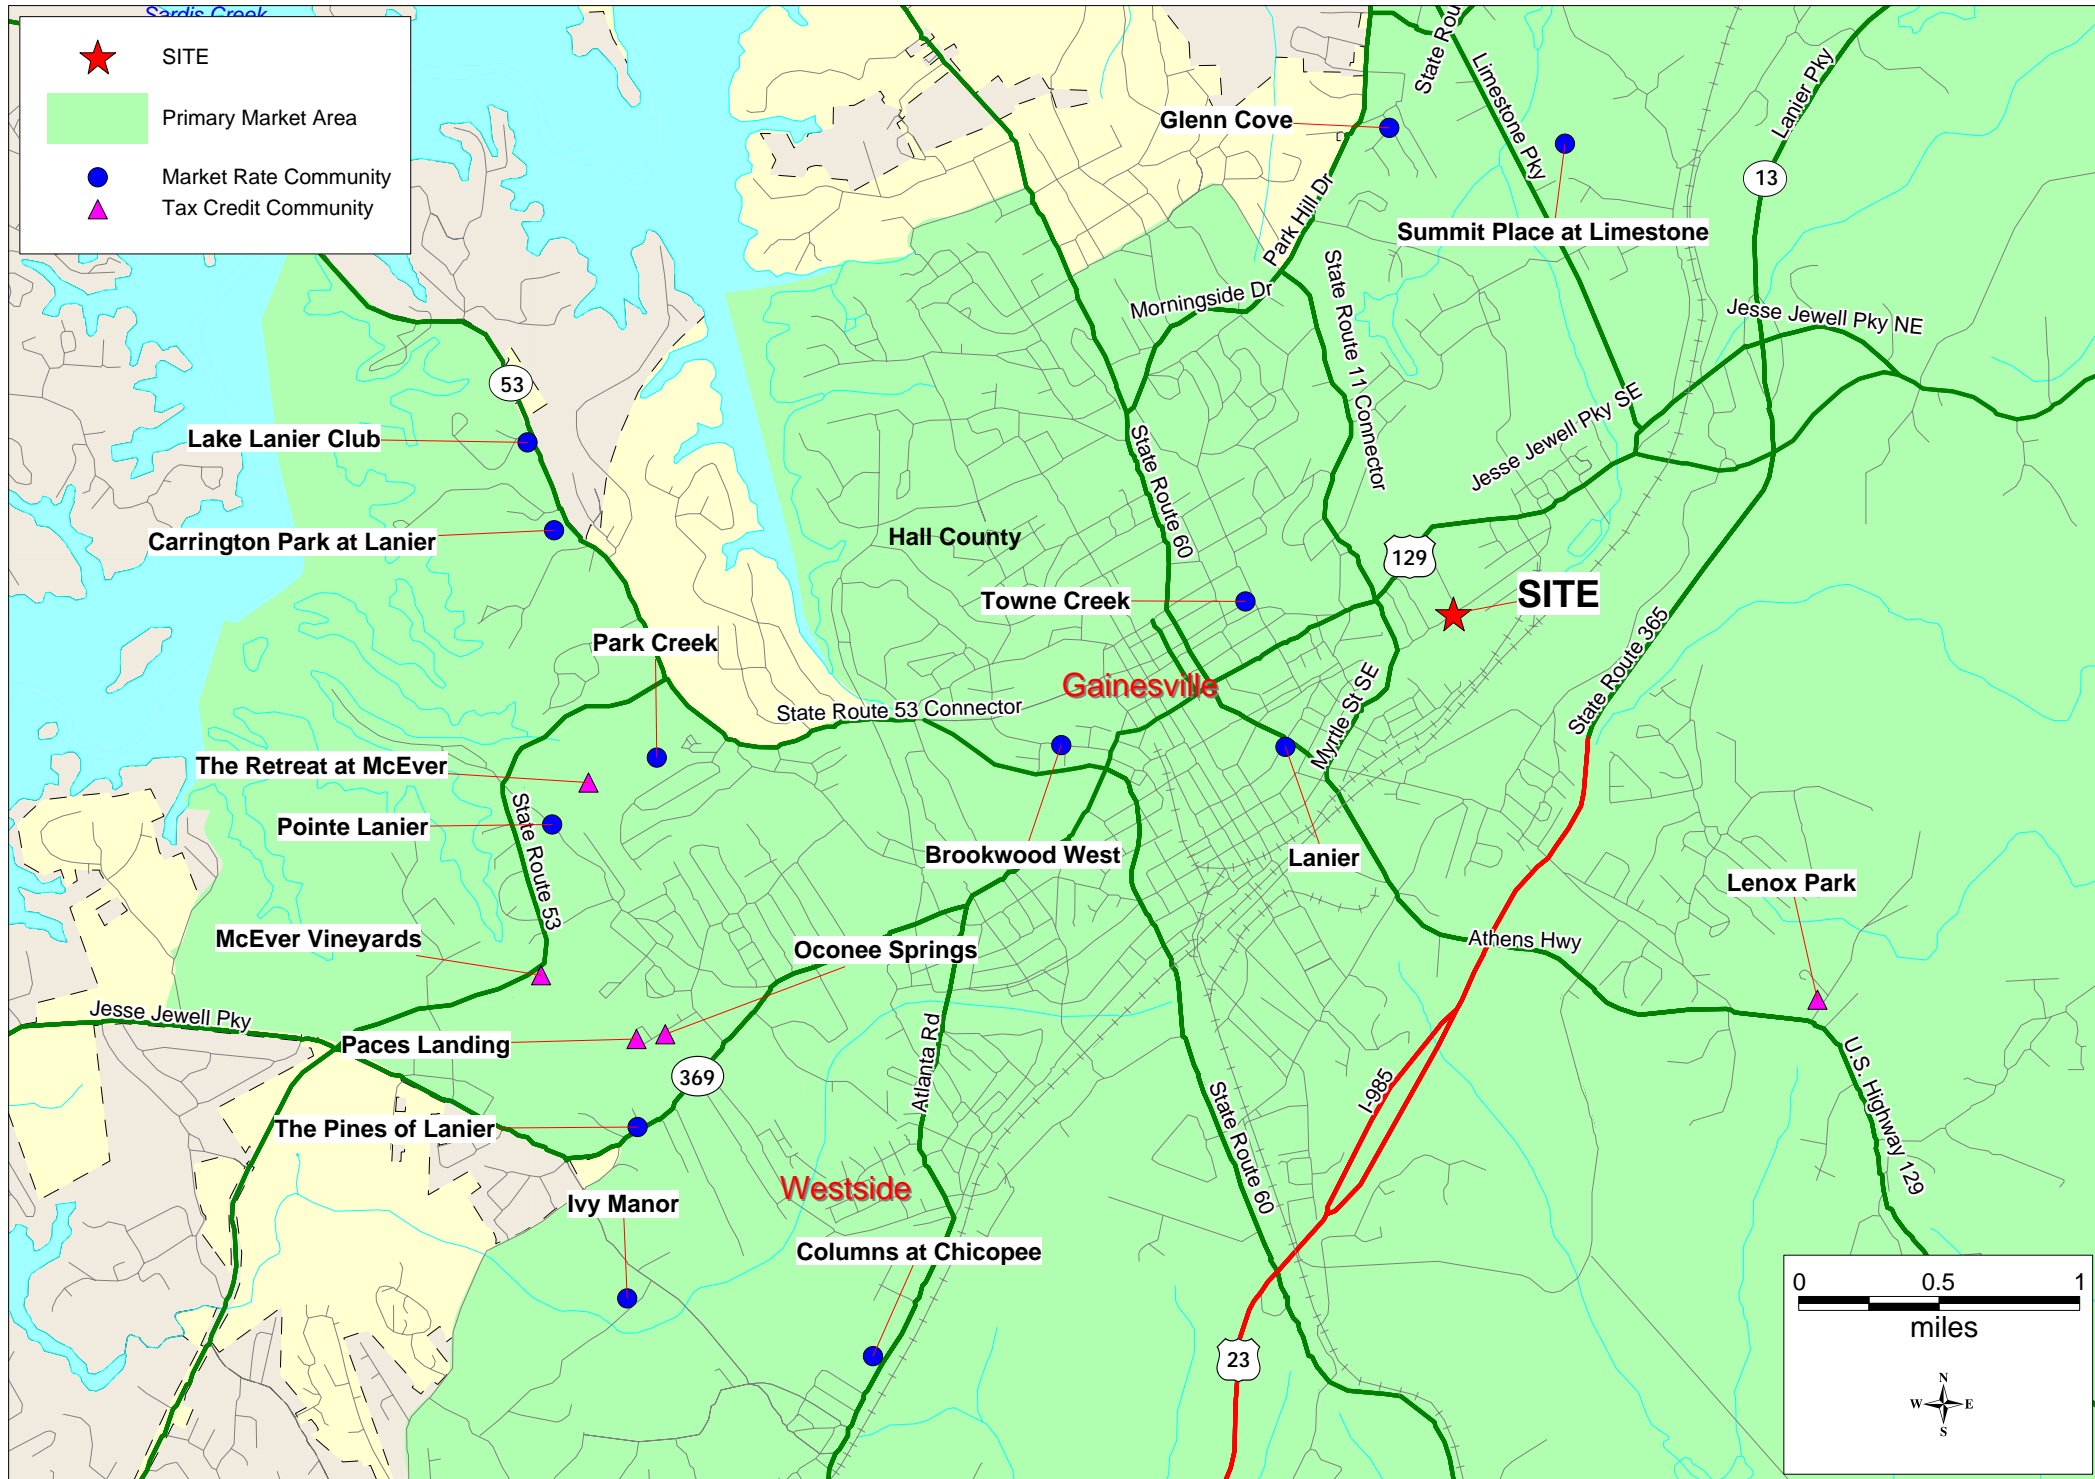 Sardis Creek
SITE
Primary Market Area
Market Rate Community
Tax Credit Community
State Rou
Limestone Pky
Lanier Pky
Glenn Cove
13
Park Hill Dr
Summit Place at Limestone
Morningside Dr
State Route 11 Connector
Jesse Jewell Pky NE
53
Lake Lanier Club
Jesse Jewell Pky SE
State Route 60
Carrington Park at Lanier
Hall County
129
Towne Creek
SITE
Park Creek
State Route 365
Gainesville
Myrtle St SE
State Route 53 Connector
The Retreat at McEver
State Route 53
Pointe Lanier
Brookwood West
Lanier
Lenox Park
McEver Vineyards
Oconee Springs
Athens Hwy
Jesse Jewell Pky
Paces Landing
Atlanta Rd
369
I-985
U.S. Highway 129
State Route 60
The Pines of Lanier
Westside
Ivy Manor
Columns at Chicopee
23
0 0.5 1
miles
N
W E
S